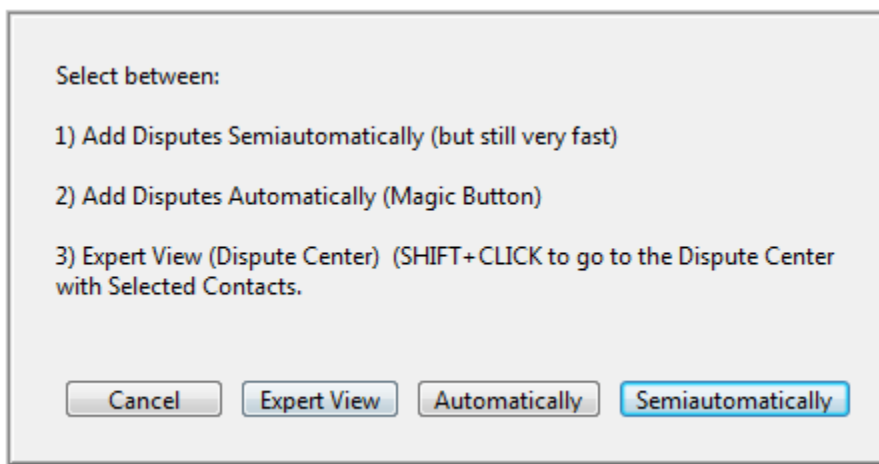 Select between:
1) Add Disputes Semiautomatically (but still very fast)
2) Add Disputes Automatically (Magic Button)
3) Expert View (Dispute Center)  (SHIFT+CLICK to go to the Dispute Center
with Selected Contacts.
Cancel
Expert View
Automatically
Semiautomatically